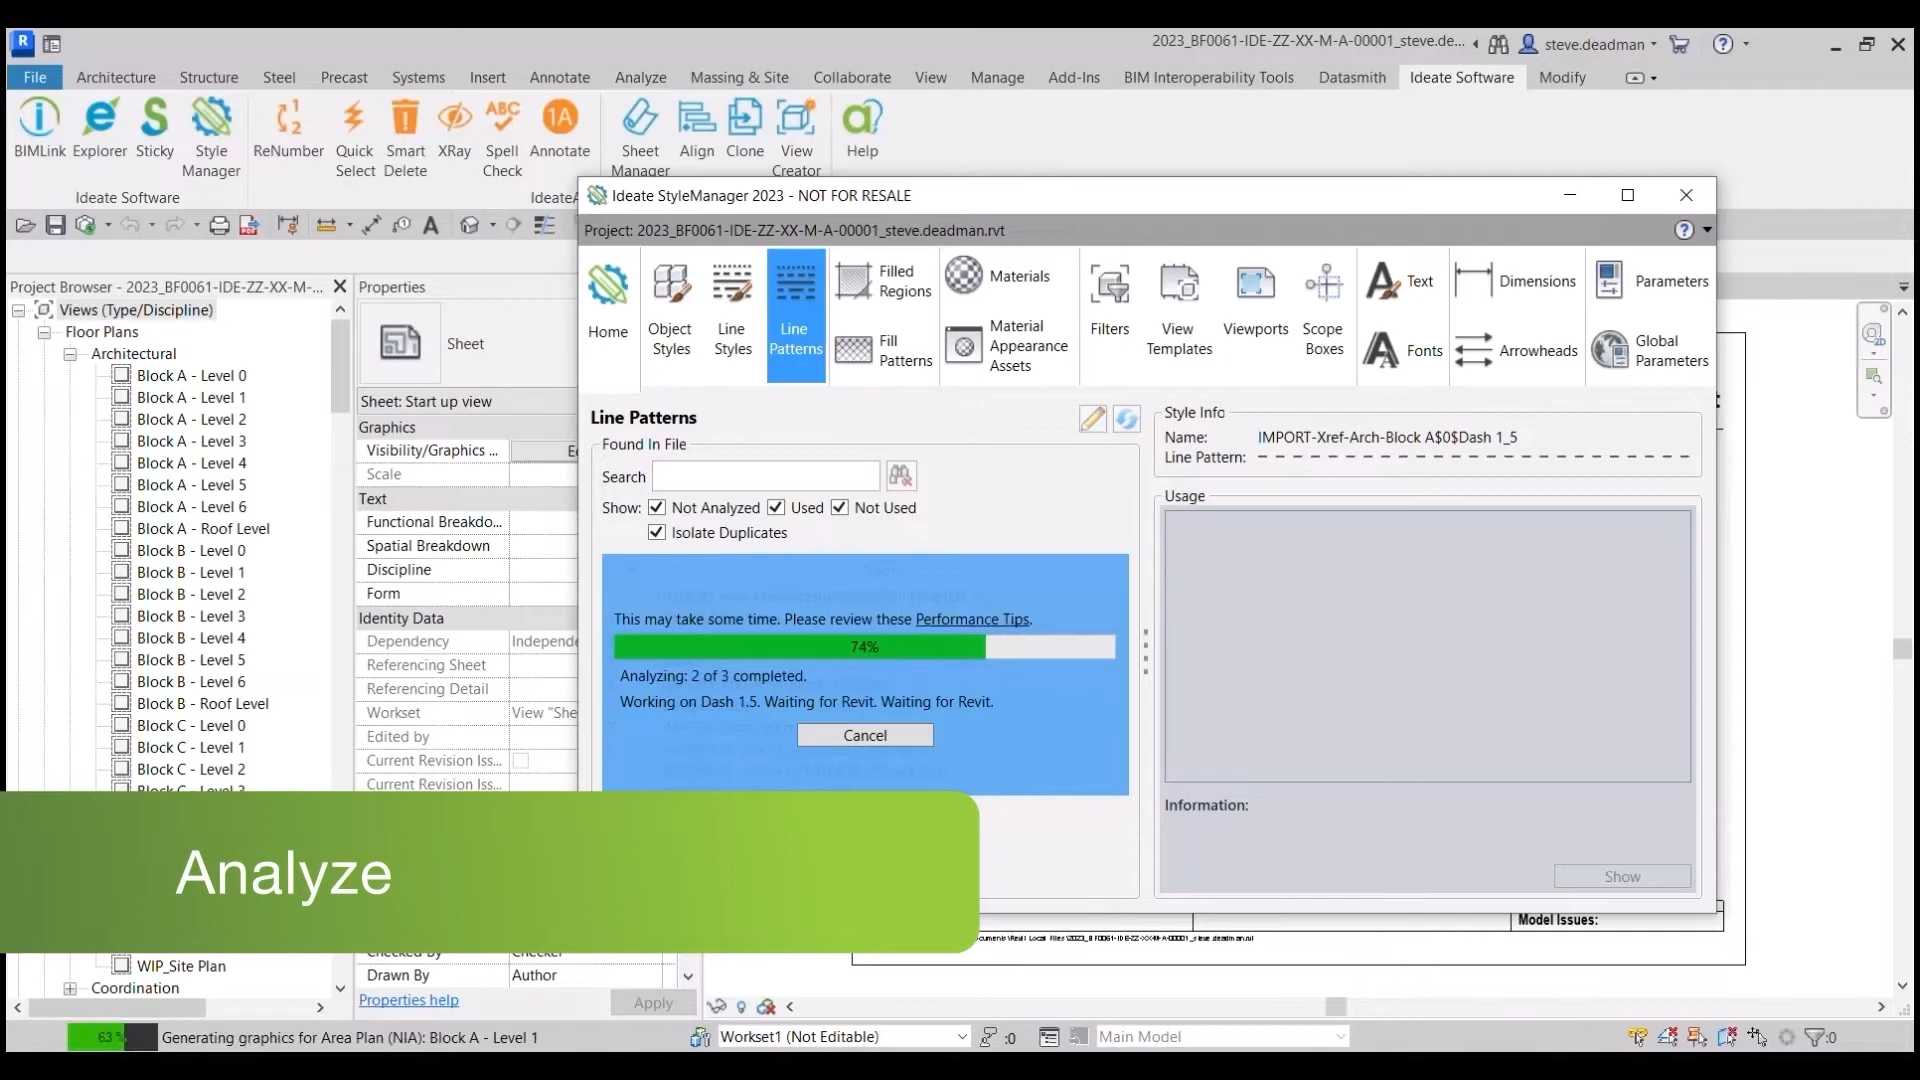 2023_BF0061-IDE-ZZ-XX-M-A-00001_steve.de...
steve.deadman
File Architecture Structure Steel Precast Systems Insert Annotate Analyze Massing & Site Collaborate View Manage Add-Ins BIM Interoperability Tools Datasmith Ideate Software Modify
BIMLink Explorer Sticky Style Manager ReNumber Quick Select Smart Delete XRay Spell Check Annotate Sheet Manager Align Clone View Creator Help
Ideate Software
Ideate StyleManager 2023 - NOT FOR RESALE
Project: 2023_BF0061-IDE-ZZ-XX-M-A-00001_steve.deadman.rvt
Home
Object Styles
Line Styles
Line Patterns
Filled Regions
Fill Patterns
Materials
Material Appearance Assets
Filters
View Templates
Viewports
Scope Boxes
Text
Fonts
Dimensions
Arrowheads
Parameters
Global Parameters
Project Browser - 2023_BF0061-IDE-ZZ-XX-M-...
Views (Type/Discipline)
Floor Plans
Architectural
Block A - Level 0
Block A - Level 1
Block A - Level 2
Block A - Level 3
Block A - Level 4
Block A - Level 5
Block A - Level 6
Block A - Roof Level
Block B - Level 0
Block B - Level 1
Block B - Level 2
Block B - Level 3
Block B - Level 4
Block B - Level 5
Block B - Level 6
Block B - Roof Level
Block C - Level 0
Block C - Level 1
Block C - Level 2
WIP_Site Plan
Coordination
Properties
Sheet
Sheet: Start up view
Graphics
Visibility/Graphics ...
Scale
Text
Functional Breakdo...
Spatial Breakdown
Discipline
Form
Identity Data
Dependency Independe
Referencing Sheet
Referencing Detail
Workset View "She
Edited by
Current Revision Iss...
Current Revision Iss...
Checked By Checker
Drawn By Author
Properties help
Apply
Line Patterns
Found In File
Search
Show: Not Analyzed Used Not Used
Isolate Duplicates
This may take some time. Please review these Performance Tips.
74%
Analyzing: 2 of 3 completed.
Working on Dash 1.5. Waiting for Revit. Waiting for Revit.
Cancel
Style Info
Name: IMPORT-Xref-Arch-Block A$0$Dash 1_5
Line Pattern:
Usage
Information:
Show
Model Issues:
Analyze
63 %
Generating graphics for Area Plan (NIA): Block A - Level 1
Workset1 (Not Editable)
:0
Main Model
:0